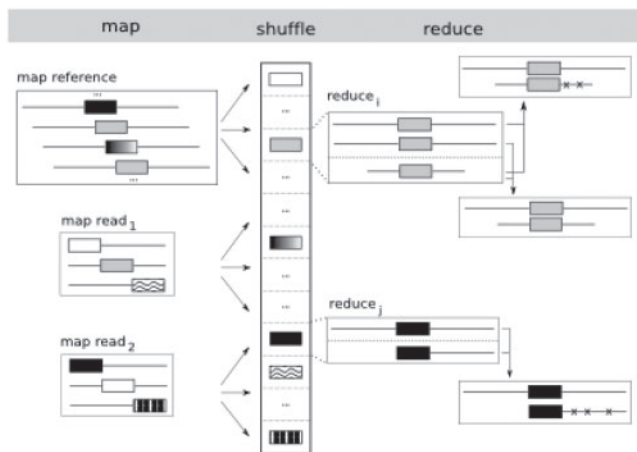 map
shuffle
reduce
map reference
...
...
map read1
map read2
...
...
...
...
...
...
...
reducei
reducej